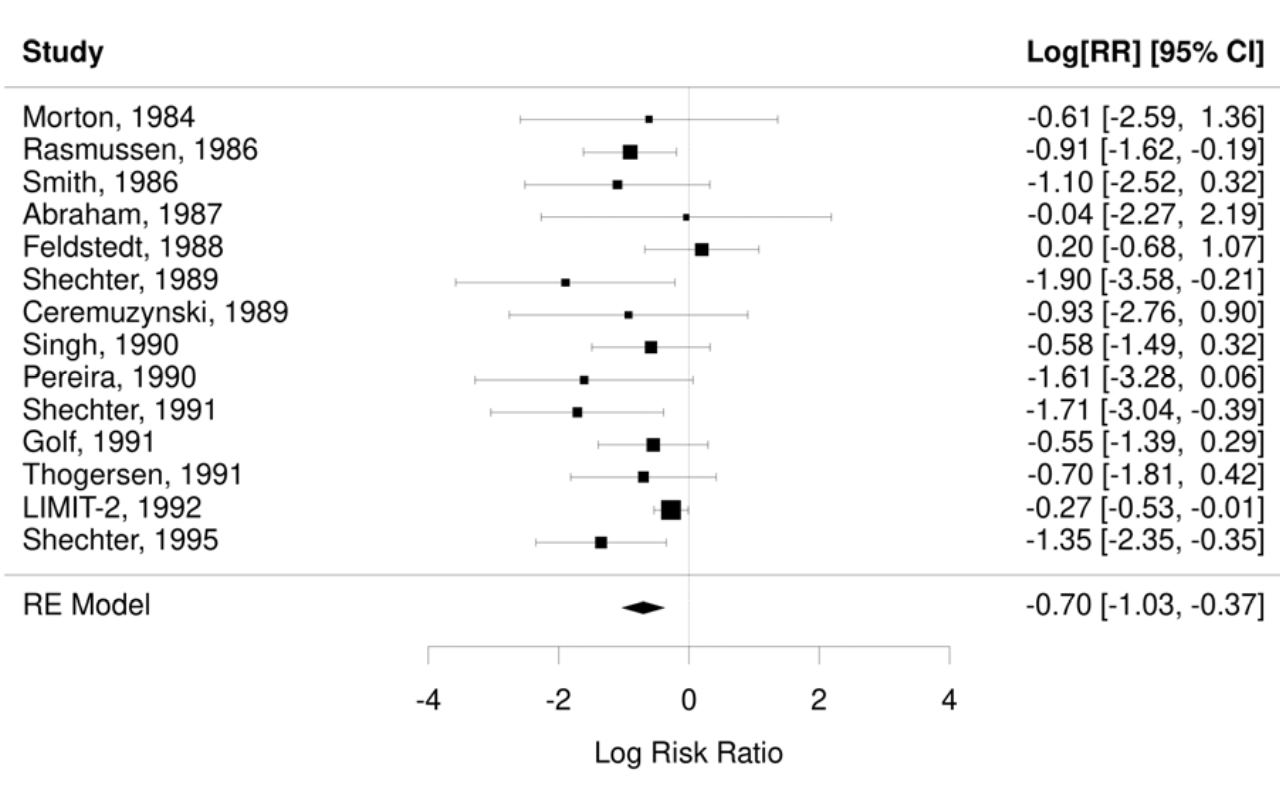 Study Log[RR] [95% CI]
Morton, 1984 -0.61 [-2.59, 1.36]
Rasmussen, 1986 -0.91 [-1.62, -0.19]
Smith, 1986 -1.10 [-2.52, 0.32]
Abraham, 1987 -0.04 [-2.27, 2.19]
Feldstedt, 1988 0.20 [-0.68, 1.07]
Shechter, 1989 -1.90 [-3.58, -0.21]
Ceremuzynski, 1989 -0.93 [-2.76, 0.90]
Singh, 1990 -0.58 [-1.49, 0.32]
Pereira, 1990 -1.61 [-3.28, 0.06]
Shechter, 1991 -1.71 [-3.04, -0.39]
Golf, 1991 -0.55 [-1.39, 0.29]
Thogersen, 1991 -0.70 [-1.81, 0.42]
LIMIT-2, 1992 -0.27 [-0.53, -0.01]
Shechter, 1995 -1.35 [-2.35, -0.35]
RE Model -0.70 [-1.03, -0.37]
-4 -2 0 2 4
Log Risk Ratio